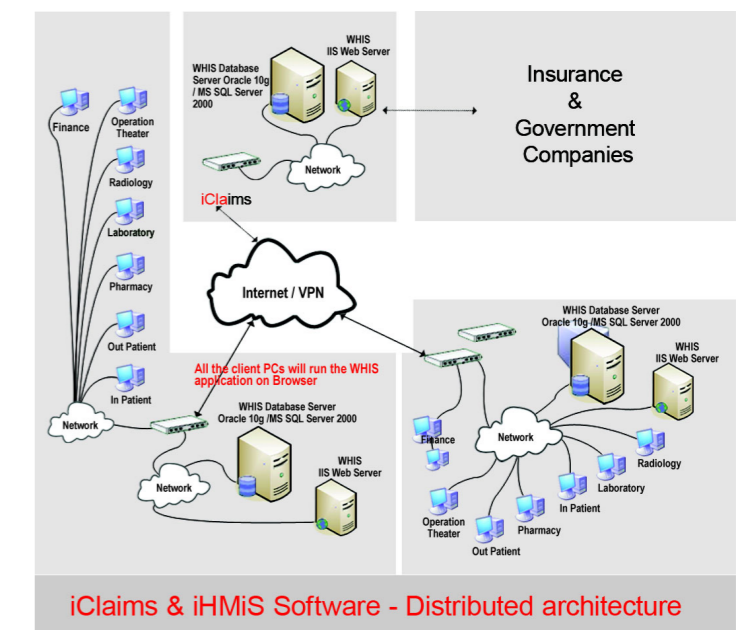 Finance
Operation
Theater
Radiology
Laboratory
Pharmacy
Out Patient
In Patient
Network
WHIS Database
Server Oracle 10g
/ MS SQL Server
2000
WHIS
IIS Web Server
Network
iClaims
Insurance
&
Government
Companies
Internet / VPN
All the client PCs will run the WHIS
application on Browser
WHIS Database Server
Oracle 10g /MS SQL Server 2000
WHIS
IIS Web Server
Network
WHIS Database Server
Oracle 10g /MS SQL Server 2000
WHIS
IIS Web Server
Finance
Network
Radiology
Laboratory
In Patient
Pharmacy
Operation
Theater
Out Patient
iClaims & iHMiS Software - Distributed architecture